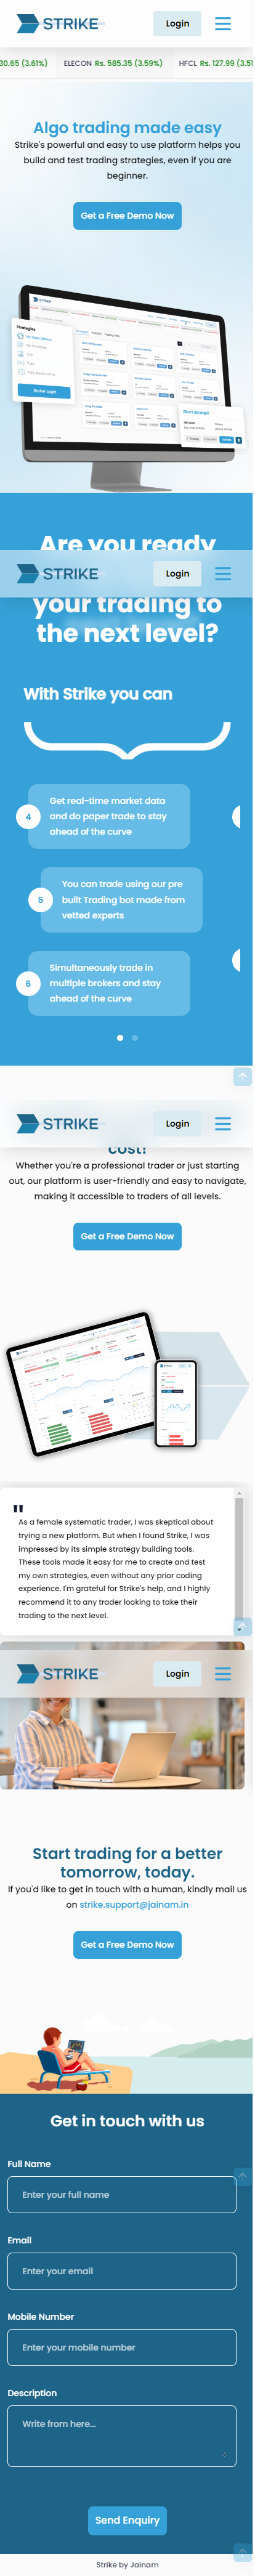 STRIKE
Login
30.65 (3.61%) ELECON Rs. 585.35 (3.59%) HFCL Rs. 127.99 (3.51
Algo trading made easy
Strike's powerful and easy to use platform helps you
build and test trading strategies, even if you are
beginner.
Get a Free Demo Now
STRIKE
Strategies
Broker Login
Short Strangle
Are you ready
STRIKE
Login
your trading to
the next level?
With Strike you can
4
Get real-time market data
and do paper trade to stay
ahead of the curve
5
You can trade using our pre
built Trading bot made from
vetted experts
6
Simultaneously trade in
multiple brokers and stay
ahead of the curve
STRIKE
Login
cost?
Whether you're a professional trader or just starting
out, our platform is user-friendly and easy to navigate,
making it accessible to traders of all levels.
Get a Free Demo Now
"
As a female systematic trader, I was skeptical about
trying a new platform. But when I found Strike, I was
impressed by its simple strategy building tools.
These tools made it easy for me to create and test
my own strategies, even without any prior coding
experience. I'm grateful for Strike's help, and I highly
recommend it to any trader looking to take their
trading to the next level.
STRIKE
Login
Start trading for a better
tomorrow, today.
If you'd like to get in touch with a human, kindly mail us
on strike.support@jainam.in
Get a Free Demo Now
Get in touch with us
Full Name
Enter your full name
Email
Enter your email
Mobile Number
Enter your mobile number
Description
Write from here...
Send Enquiry
Strike by Jainam